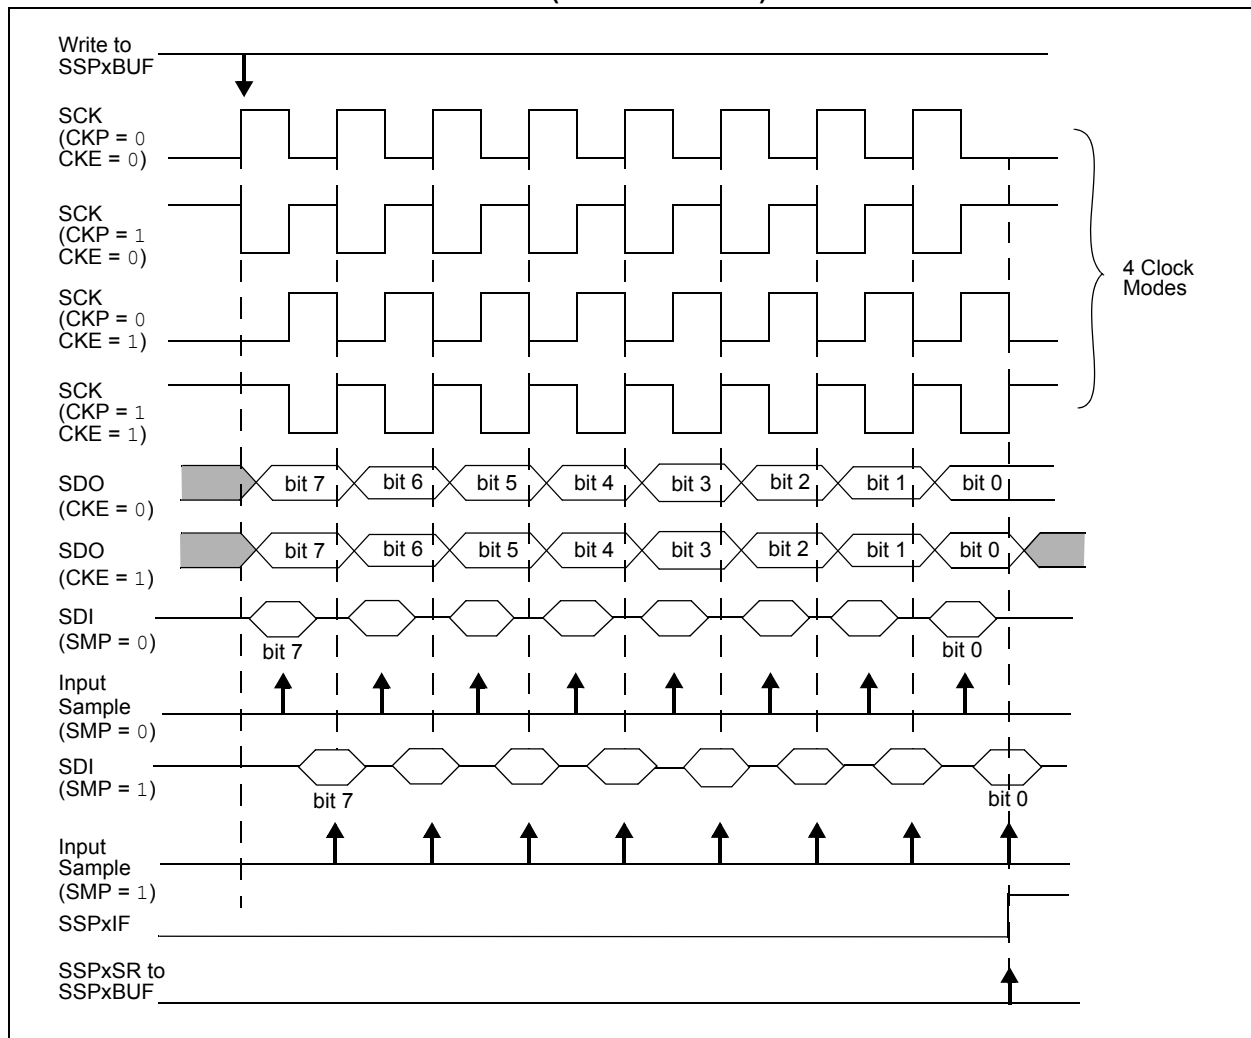 Write to
SSPxBUF
SCK
(CKP = 0
CKE = 0)
SCK
(CKP = 1
CKE = 0)
SCK
(CKP = 0
CKE = 1)
SCK
(CKP = 1
CKE = 1)
4 Clock
Modes
SDO
(CKE = 0)
bit 7 bit 6 bit 5 bit 4 bit 3 bit 2 bit 1 bit 0
SDO
(CKE = 1)
bit 7 bit 6 bit 5 bit 4 bit 3 bit 2 bit 1 bit 0
SDI
(SMP = 0)
bit 7 bit 0
Input
Sample
(SMP = 0)
SDI
(SMP = 1)
bit 7 bit 0
Input
Sample
(SMP = 1)
SSPxIF
SSPxSR to
SSPxBUF